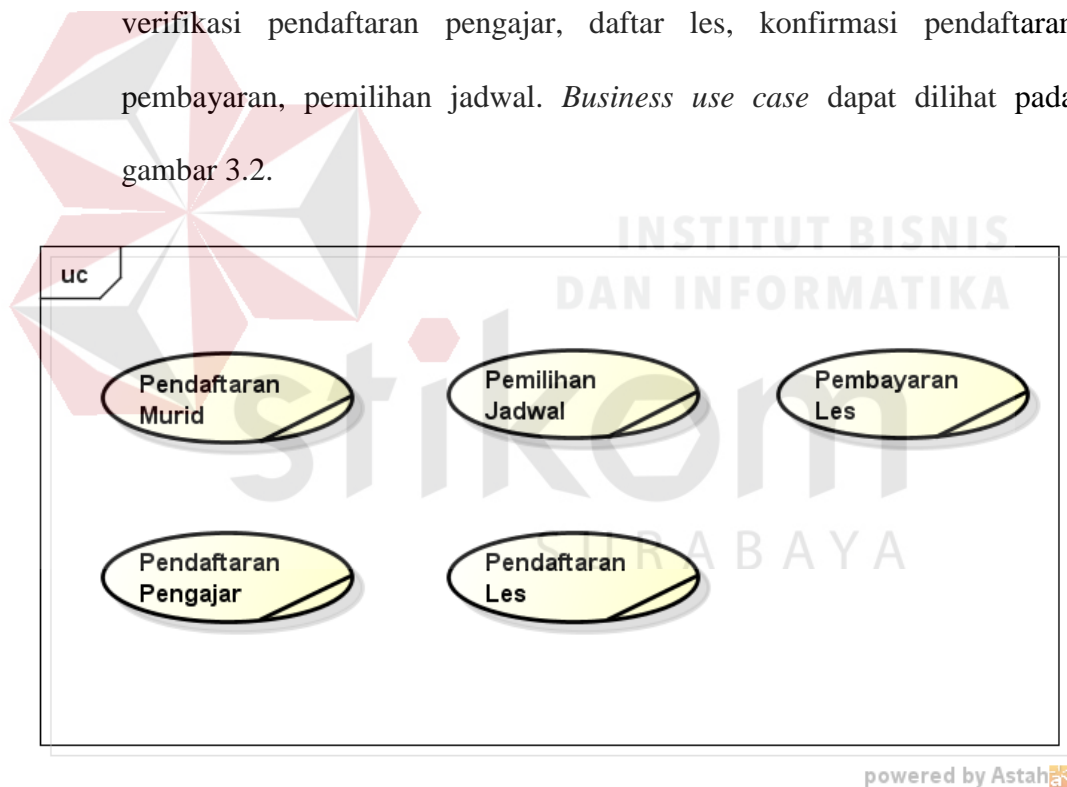 verifikasi pendaftaran pengajar, daftar les, konfirmasi pendaftaran
pembayaran, pemilihan jadwal. Business use case dapat dilihat pada
gambar 3.2.
INSTITUT BISNIS
DAN INFORMATIKA
stikom
SURABAYA
uc
Pendaftaran
Murid
Pemilihan
Jadwal
Pembayaran
Les
Pendaftaran
Pengajar
Pendaftaran
Les
powered by Astah